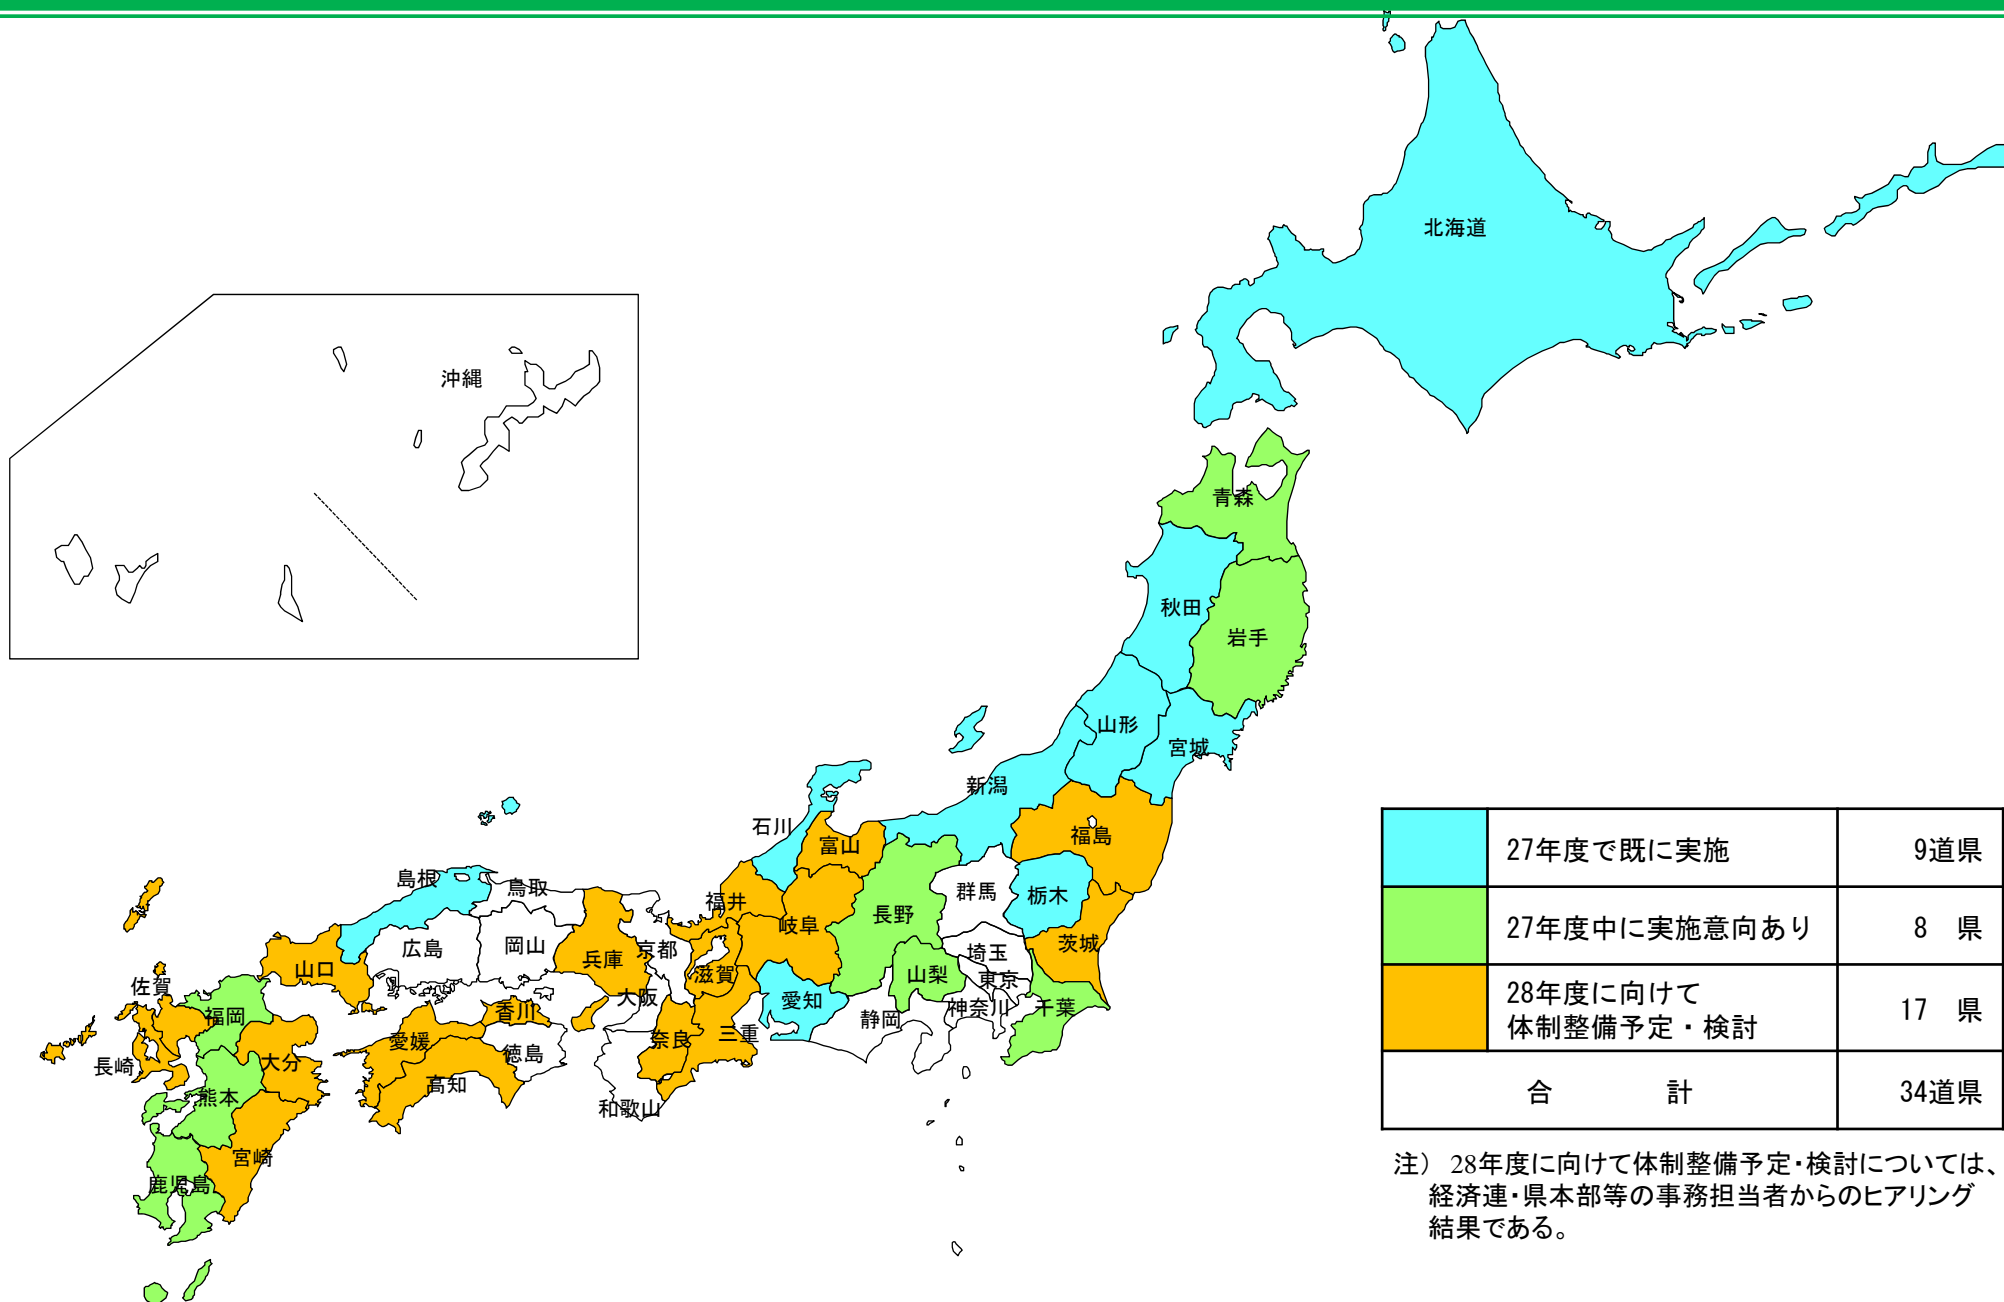 北海道
沖縄
青森
秋田
岩手
山形
宮城
新潟
石川
富山
福島
島根
鳥取
福井
岐阜
長野
群馬
栃木
広島
岡山
兵庫
京都
滋賀
山梨
埼玉
茨城
山口
佐賀
大阪
愛知
静岡
神奈川
東京
千葉
福岡
香川
長崎
大分
愛媛
徳島
奈良
三重
熊本
高知
和歌山
宮崎
鹿児島
27年度で既に実施 9道県
27年度中に実施意向あり 8 県
28年度に向けて
体制整備予定・検討 17 県
合 計 34道県
注) 28年度に向けて体制整備予定・検討については、
経済連・県本部等の事務担当者からのヒアリング
結果である。